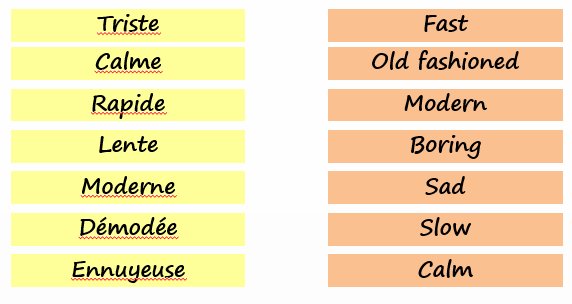 Triste Fast
Calme Old fashioned
Rapide Modern
Lente Boring
Moderne Sad
Démodée Slow
Ennuyeuse Calm